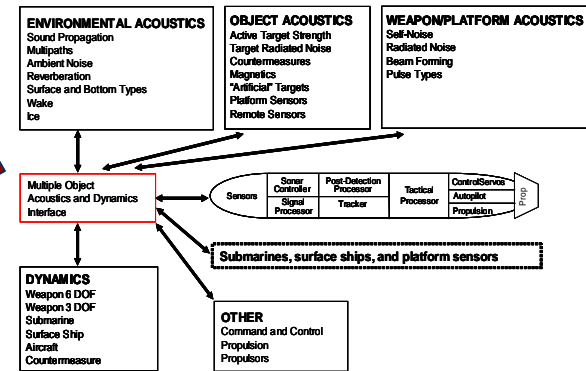 ENVIRONMENTAL ACOUSTICS
Sound Propagation
Multipaths
Ambient Noise
Reverberation
Surface and Bottom Types
Wake
Ice
OBJECT ACOUSTICS
Active Target Strength
Target Radiated Noise
Countermeasures
Magnetics
"Artificial" Targets
Platform Sensors
Remote Sensors
WEAPON/PLATFORM ACOUSTICS
Self-Noise
Radiated Noise
Beam Forming
Pulse Types
Multiple Object
Acoustics and Dynamics
Interface
Sensors
Sonar
Controller
Signal
Processor
Post-Detection
Processor
Tracker
Tactical
Processor
ControlServos
Autopilot
Propulsion
Prop
Submarines, surface ships, and platform sensors
DYNAMICS
Weapon 6 DOF
Weapon 3 DOF
Submarine
Surface Ship
Aircraft
Countermeasure
OTHER
Command and Control
Propulsion
Propulsors